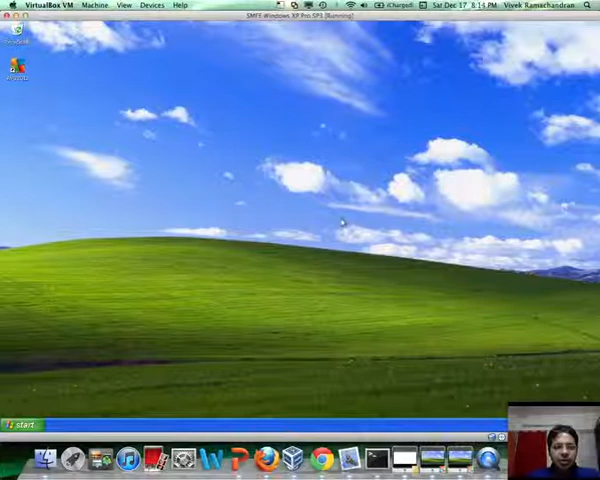 VirtualBox VM Machine View Devices Help (Charged) Sat Dec 17 8:14 PM Vivek Ramachandran
SMFE-Windows XP Pro SP3 [Running]
start